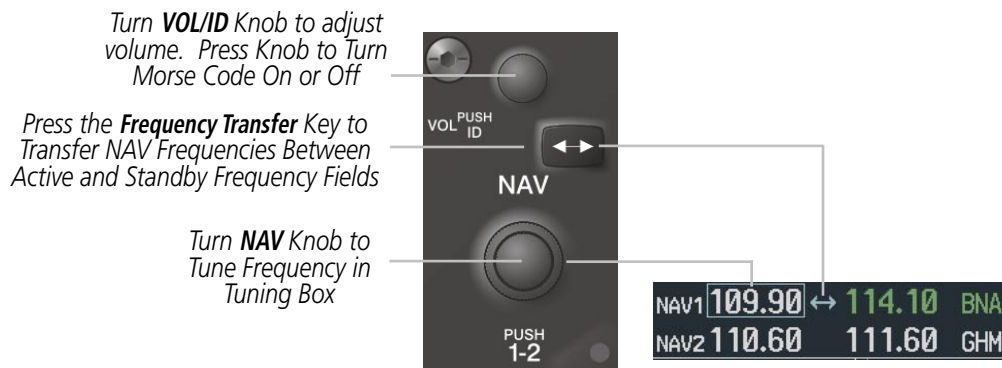 Turn VOL/ID Knob to adjust
volume. Press Knob to Turn
Morse Code On or Off
VOL PUSH ID
Press the Frequency Transfer Key to
Transfer NAV Frequencies Between
Active and Standby Frequency Fields
NAV
Turn NAV Knob to
Tune Frequency in
Tuning Box
PUSH
1-2
NAV1 109.90 ↔ 114.10 BNA
NAV2 110.60 111.60 GHM